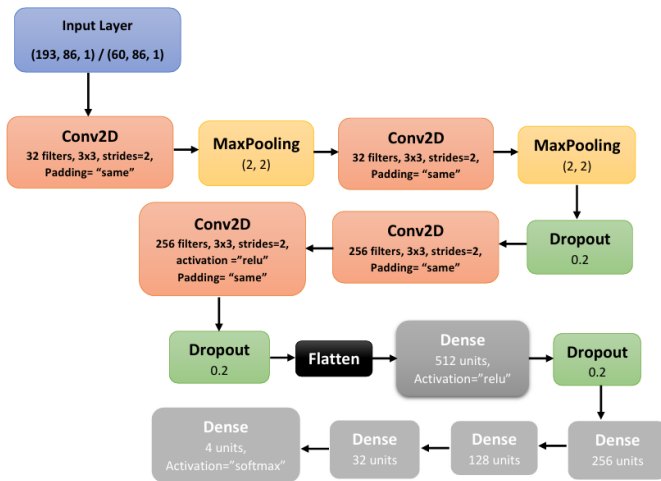 Input Layer
(193, 86, 1) / (60, 86, 1)
Conv2D
32 filters, 3x3, strides=2,
Padding= “same”
MaxPooling
(2, 2)
Conv2D
32 filters, 3x3, strides=2,
Padding= “same”
MaxPooling
(2, 2)
Dropout
0.2
Conv2D
256 filters, 3x3, strides=2,
Padding= “same”
Conv2D
256 filters, 3x3, strides=2,
activation =”relu”
Padding= “same”
Dropout
0.2
Flatten
Dense
512 units,
Activation=”relu”
Dropout
0.2
Dense
256 units
Dense
128 units
Dense
32 units
Dense
4 units,
Activation=”softmax”